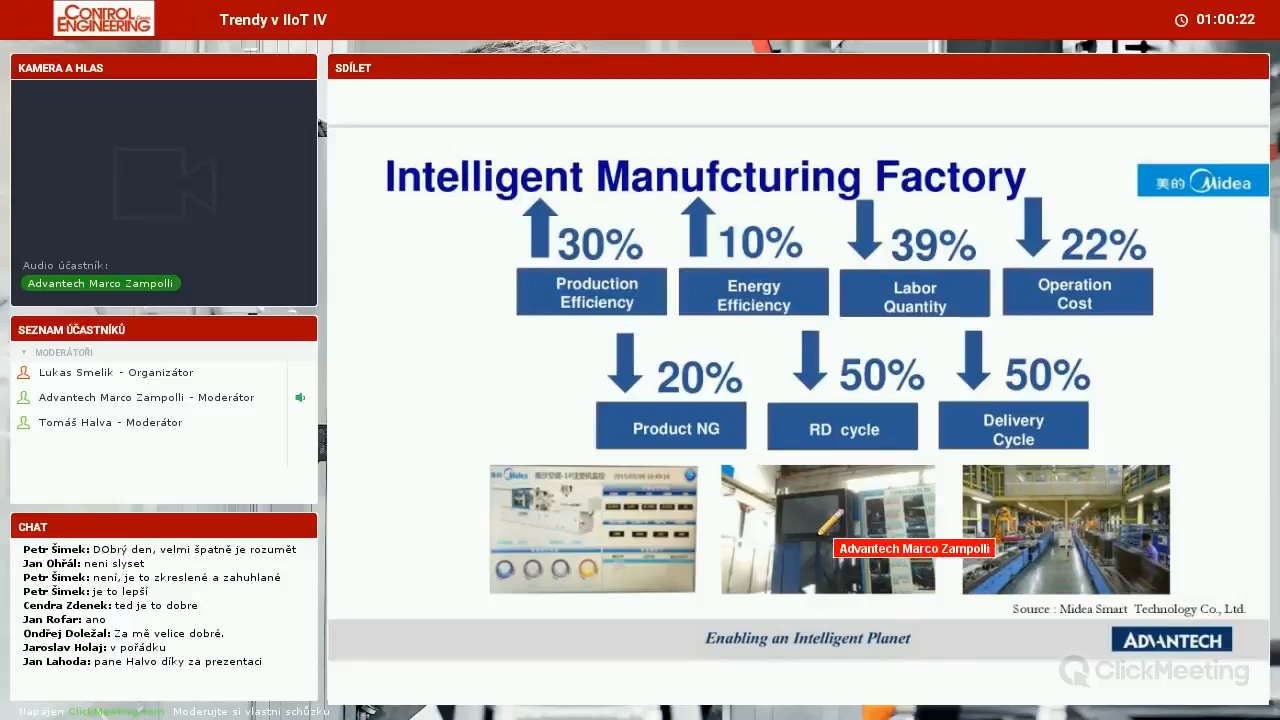 CONTROL
ENGINEERING
Trendy v IIoT IV
01:00:22
KAMERA A HLAS
Audio účastník:
Advantech Marco Zampolli
SEZNAM ÚČASTNÍKŮ
MODERÁTOŘI
Lukas Smelik - Organizátor
Advantech Marco Zampolli - Moderátor
Tomáš Halva - Moderátor
CHAT
Petr Šimek: DObrý den, velmi špatně je rozumět
Jan Ohřál: neni slyset
Petr Šimek: není, je to zkreslené a zahuhlané
Petr Šimek: je to lepší
Cendra Zdenek: ted je to dobre
Jan Rofar: ano
Ondřej Doležal: Za mě velice dobré.
Jaroslav Holaj: v pořádku
Jan Lahoda: pane Halvo díky za prezentaci
Napájen ClickMeeting.com Moderujte si vlastní schůzku
SDÍLET
Intelligent Manufcturing Factory
美的 Midea
30%
Production
Efficiency
10%
Energy
Efficiency
39%
Labor
Quantity
22%
Operation
Cost
20%
Product NG
50%
RD cycle
50%
Delivery
Cycle
Advantech Marco Zampolli
Source : Midea Smart Technology Co., Ltd.
Enabling an Intelligent Planet
ADVANTECH
ClickMeeting